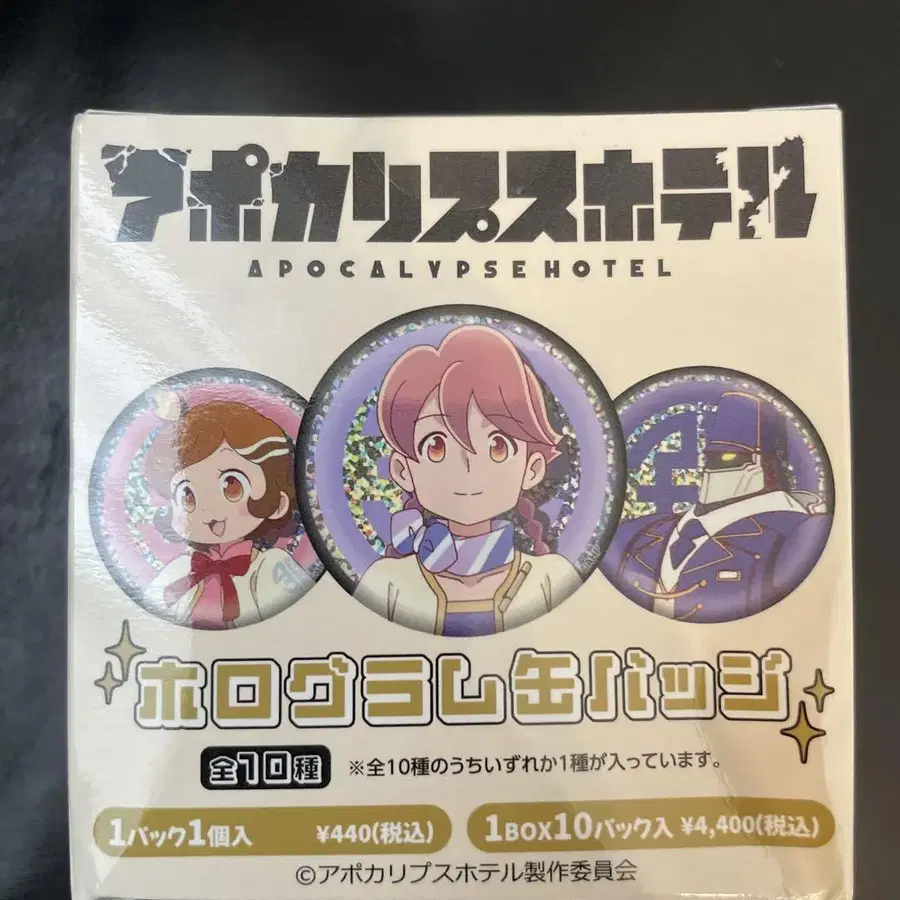 アポカリプスホテル
APOCALYPSE HOTEL
ホログラム缶バッジ
全10種 ※全10種のうちいずれか1種が入っています。
1パック1個入 ¥440(税込) 1BOX10パック入 ¥4,400(税込)
©アポカリプスホテル製作委員会